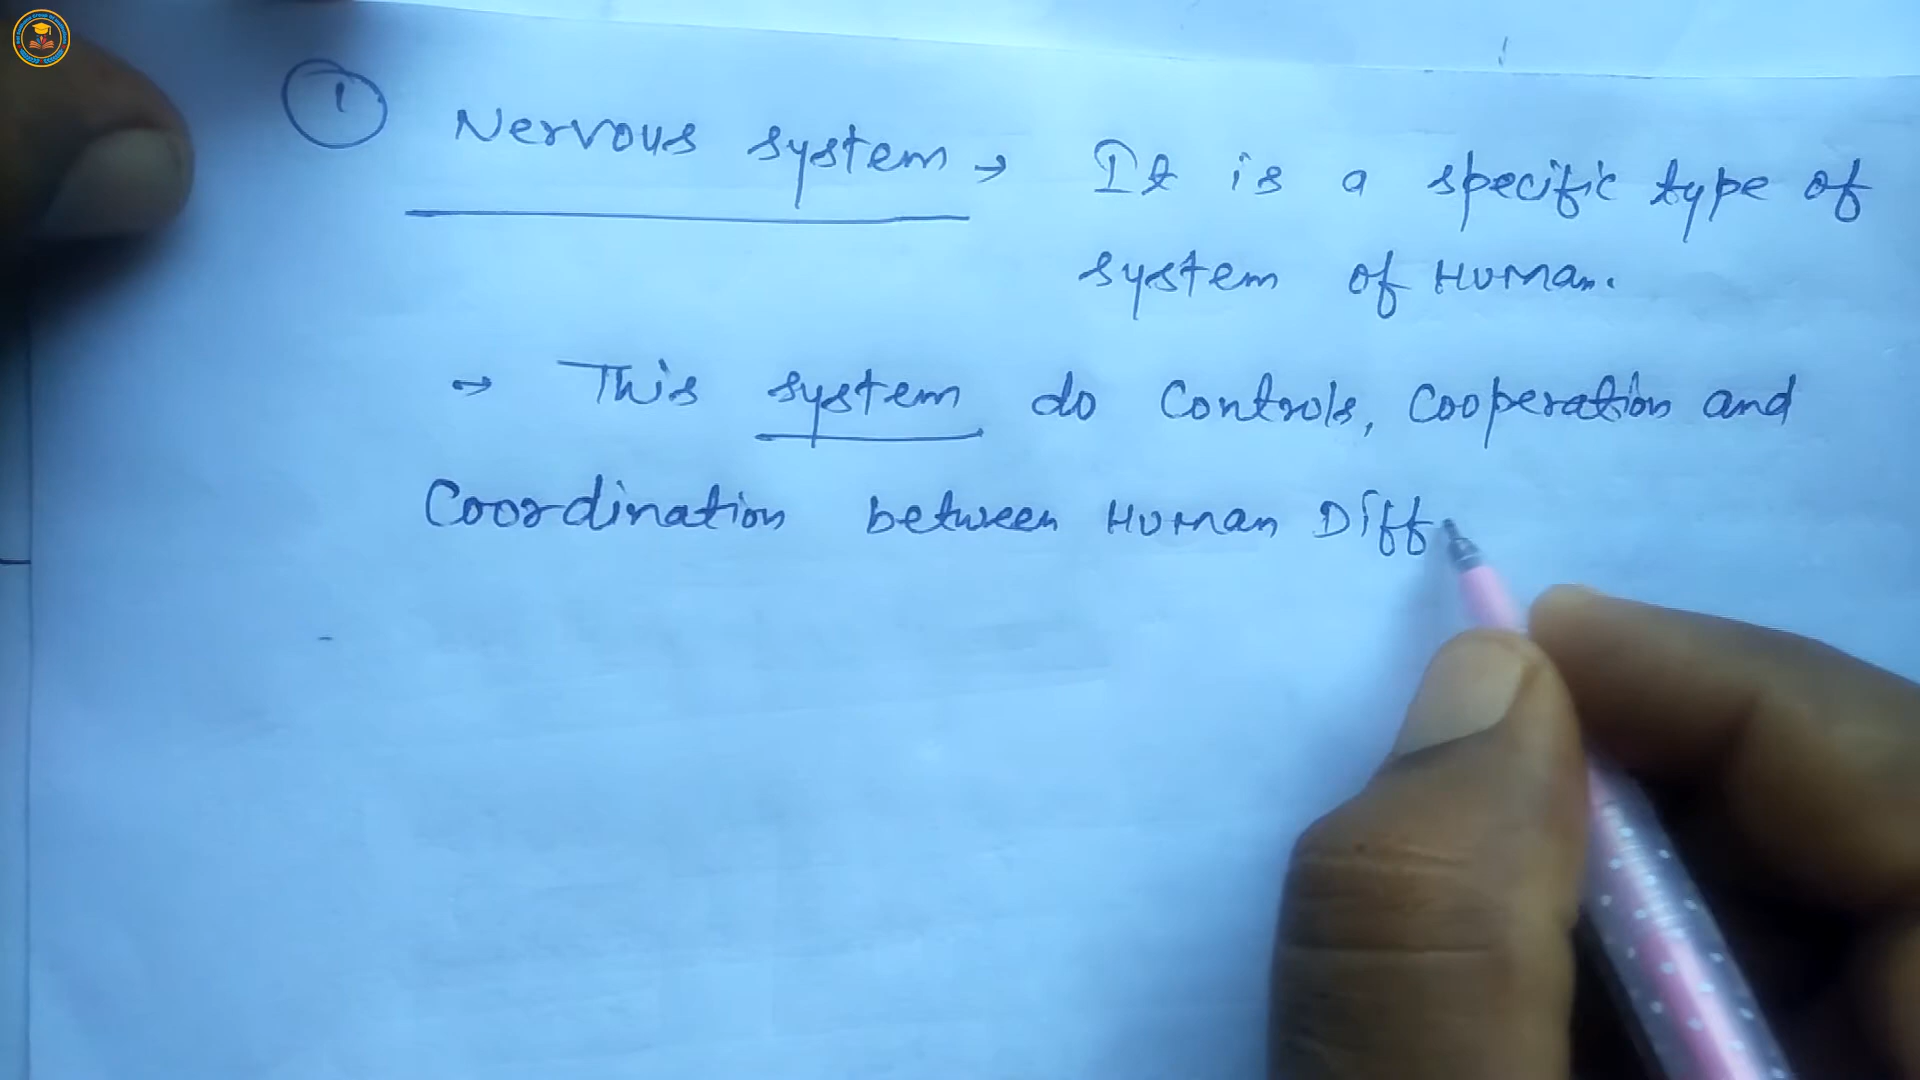 1 Nervous system → It is a specific type of
system of Human.
→ This system do Controls, Cooperation and
Coordination between Human Diff